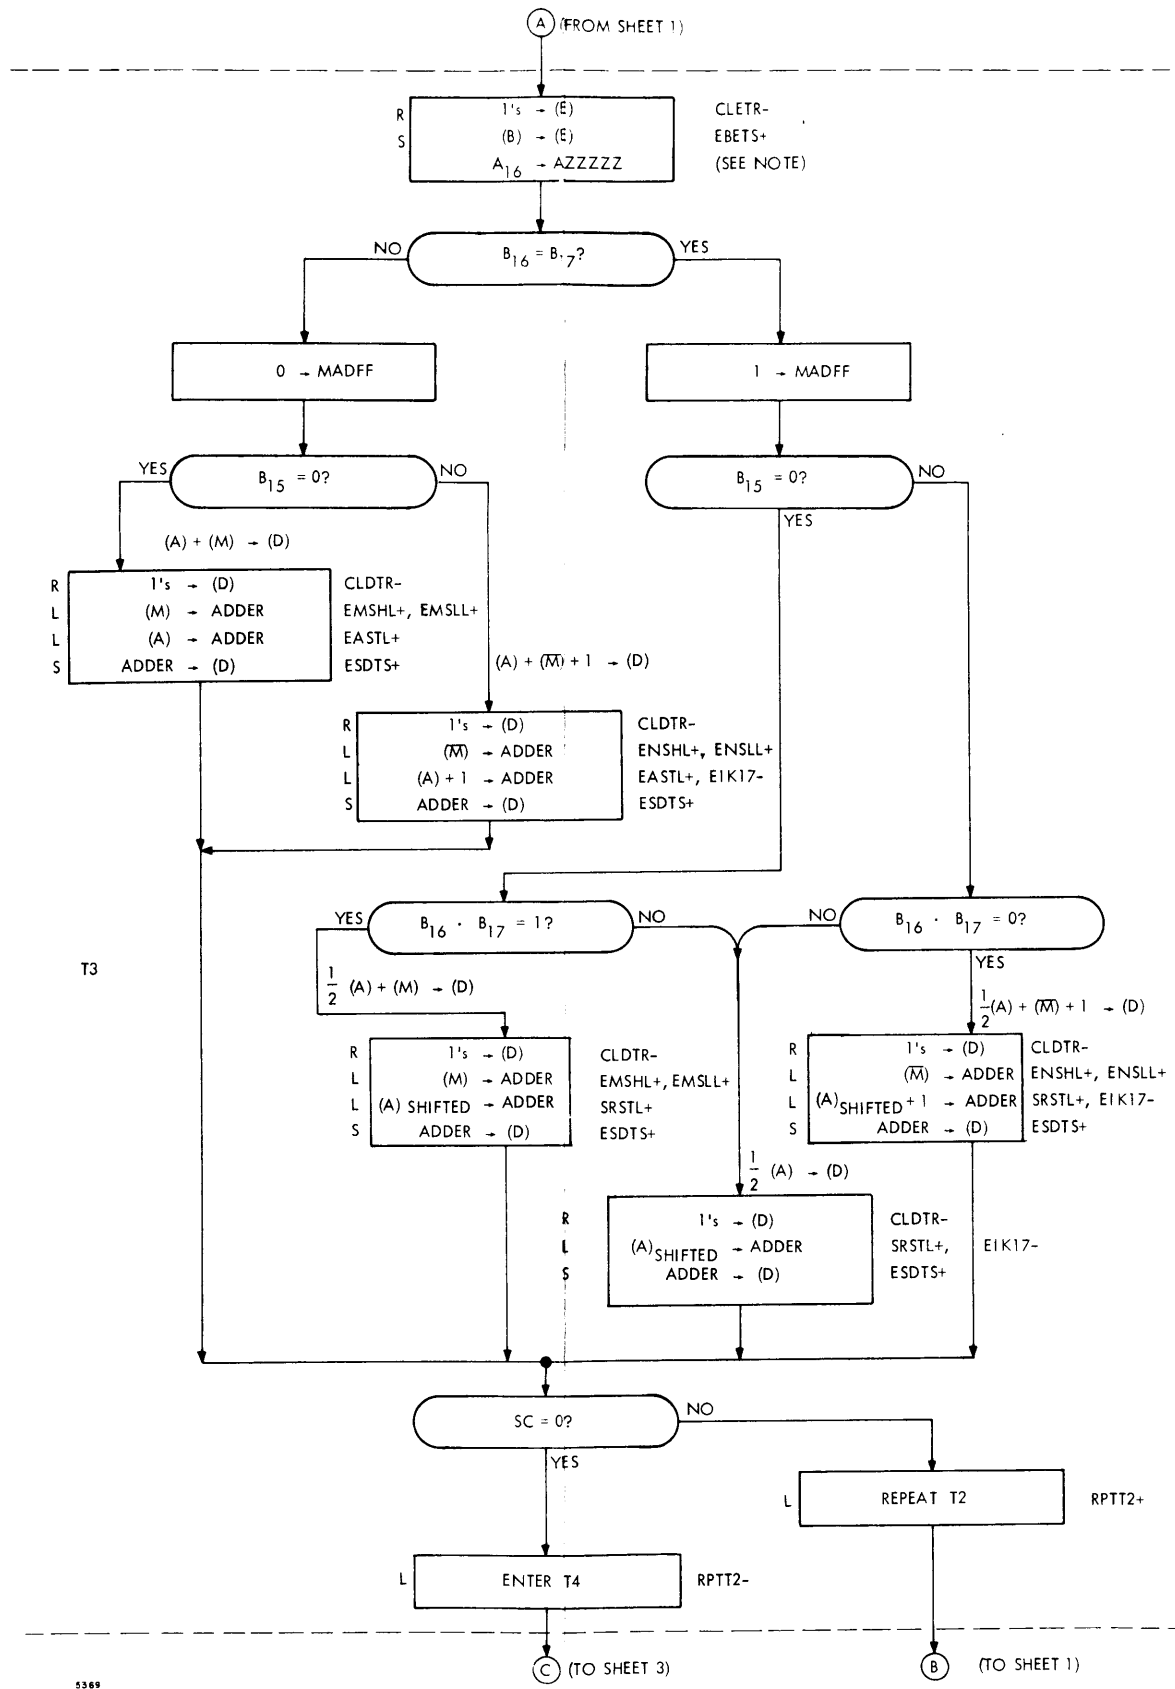 A (FROM SHEET 1)
R 1's → (E) CLETR-
S (B) → (E) EBETS+
A16 → AZZZZZ (SEE NOTE)
B16 = B17?
NO
YES
0 → MADFF
1 → MADFF
B15 = 0?
YES
NO
B15 = 0?
NO
YES
(A) + (M) → (D)
R 1's → (D) CLDTR-
L (M) → ADDER EMSHL+, EMSLL+
L (A) → ADDER EASTL+
S ADDER → (D) ESDTS+
(A) + (M̅) + 1 → (D)
R 1's → (D) CLDTR-
L (M̅) → ADDER ENSHL+, ENSLL+
L (A) + 1 → ADDER EASTL+, EIK17-
S ADDER → (D) ESDTS+
T3
B16 · B17 = 1?
YES
NO
B16 · B17 = 0?
NO
YES
1/2 (A) + (M) → (D)
R 1's → (D) CLDTR-
L (M) → ADDER EMSHL+, EMSLL+
L (A) SHIFTED → ADDER SRSTL+
S ADDER → (D) ESDTS+
1/2 (A) + (M̅) + 1 → (D)
R 1's → (D) CLDTR-
L (M̅) → ADDER ENSHL+, ENSLL+
L (A) SHIFTED + 1 → ADDER SRSTL+, EIK17-
S ADDER → (D) ESDTS+
1/2 (A) → (D)
R 1's → (D) CLDTR-
L (A) SHIFTED → ADDER SRSTL+, EIK17-
S ADDER → (D) ESDTS+
SC = 0?
NO
YES
L REPEAT T2 RPTT2+
L ENTER T4 RPTT2-
C (TO SHEET 3)
B (TO SHEET 1)
5369